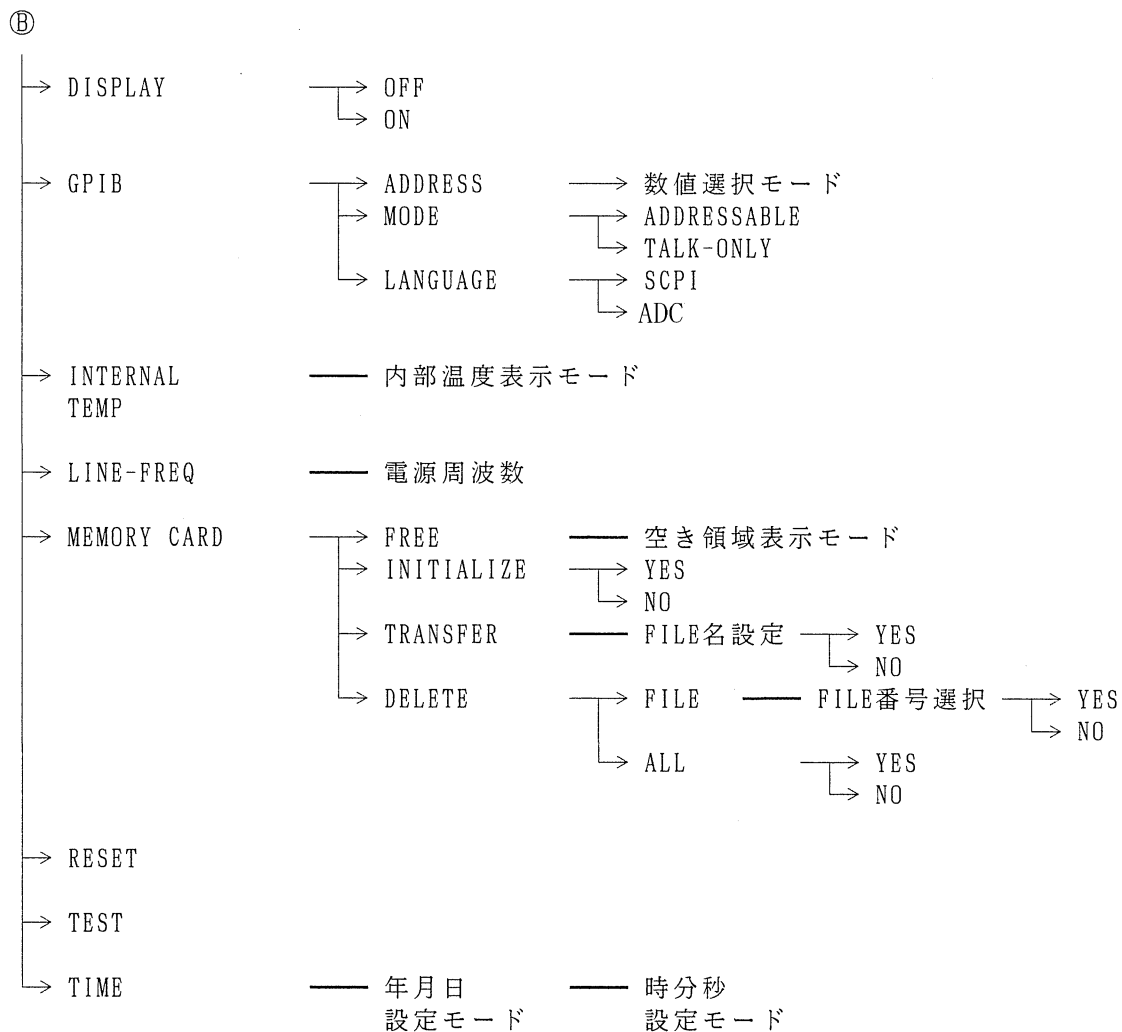 Ⓑ
DISPLAY OFF
ON
GPIB ADDRESS 数値選択モード
MODE ADDRESSABLE
TALK-ONLY
LANGUAGE SCPI
ADC
INTERNAL 内部温度表示モード
TEMP
LINE-FREQ 電源周波数
MEMORY CARD FREE 空き領域表示モード
INITIALIZE YES
NO
TRANSFER FILE名設定 YES
NO
DELETE FILE FILE番号選択 YES
NO
ALL YES
NO
RESET
TEST
TIME 年月日 時分秒
設定モード 設定モード